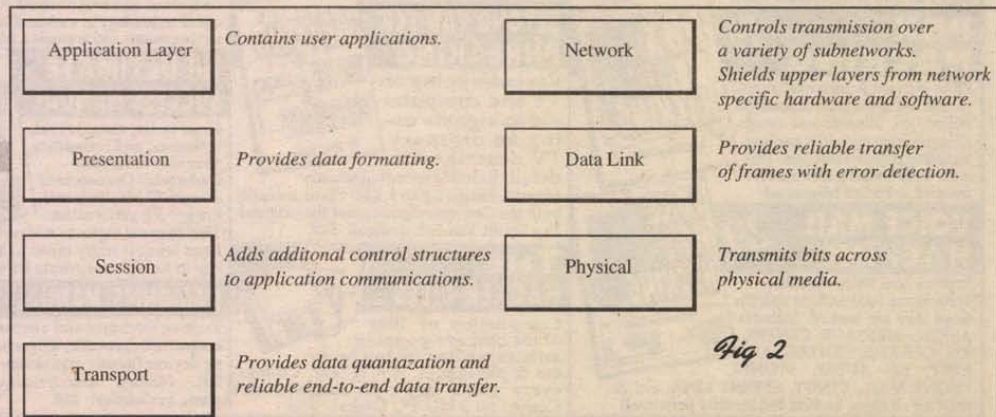 Application Layer
Contains user applications.
Presentation
Provides data formatting.
Session
Adds additonal control structures
to application communications.
Transport
Provides data quantazation and
reliable end-to-end data transfer.
Network
Controls transmission over
a variety of subnetworks.
Shields upper layers from network
specific hardware and software.
Data Link
Provides reliable transfer
of frames with error detection.
Physical
Transmits bits across
physical media.
Fig 2